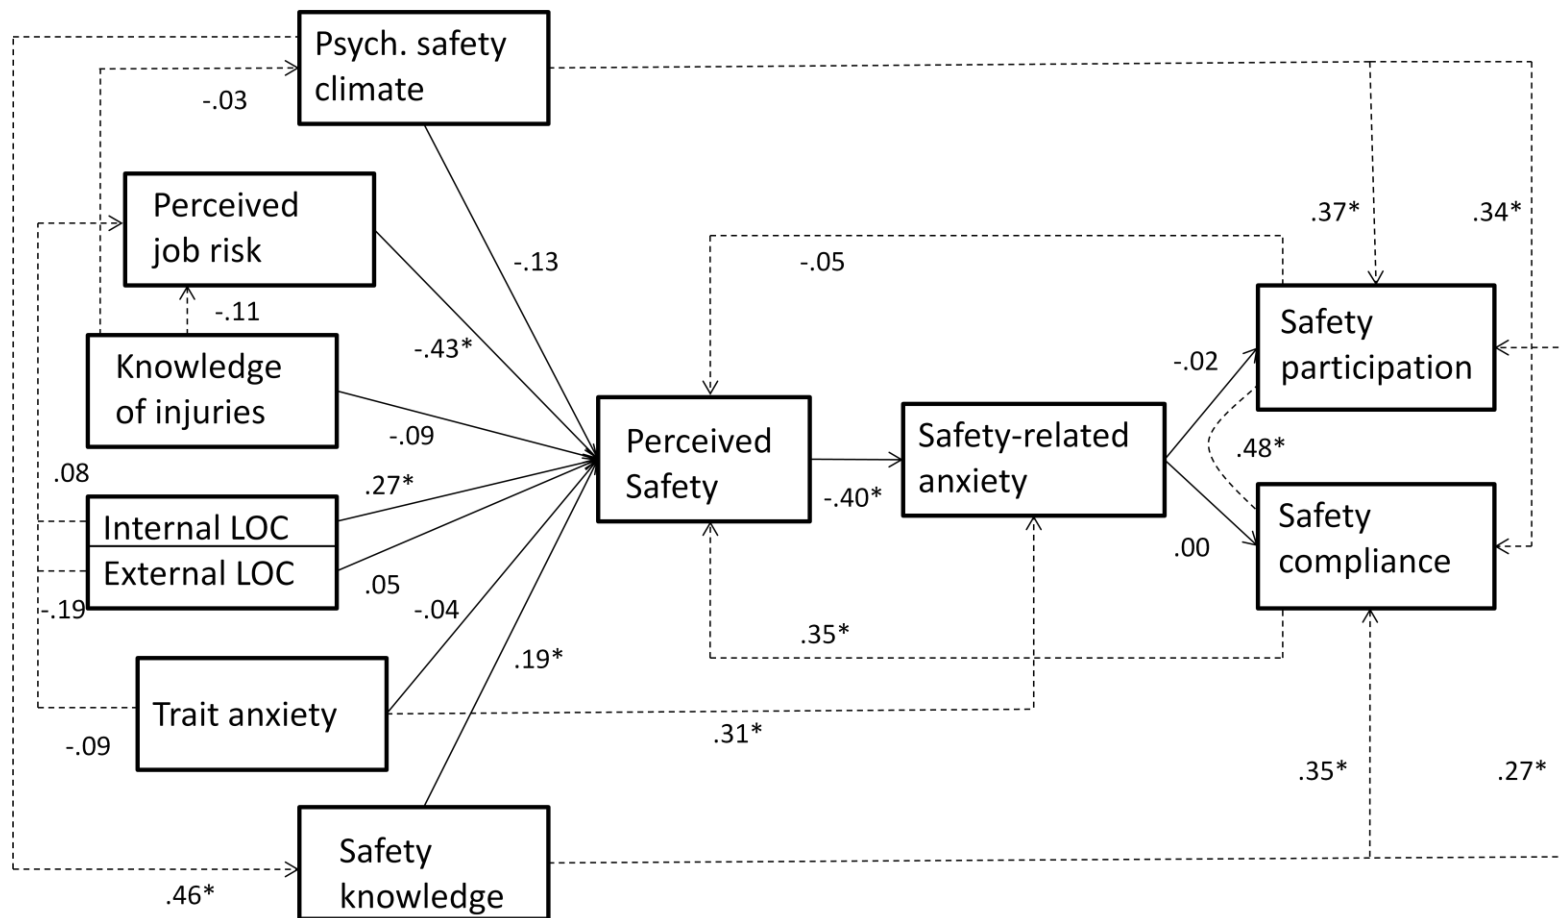 Psych. safety
climate
-.03
Perceived
job risk
.37*
.34*
-.13
-.05
-.11
-.43*
Safety
participation
-.02
Knowledge
of injuries
-.09
Perceived
Safety
Safety-related
anxiety
.48*
-.40*
.08
.27*
Internal LOC
External LOC
.05
-.19
-.04
.00
Safety
compliance
.35*
.19*
Trait anxiety
-.09
.31*
.35*
.27*
Safety
knowledge
.46*